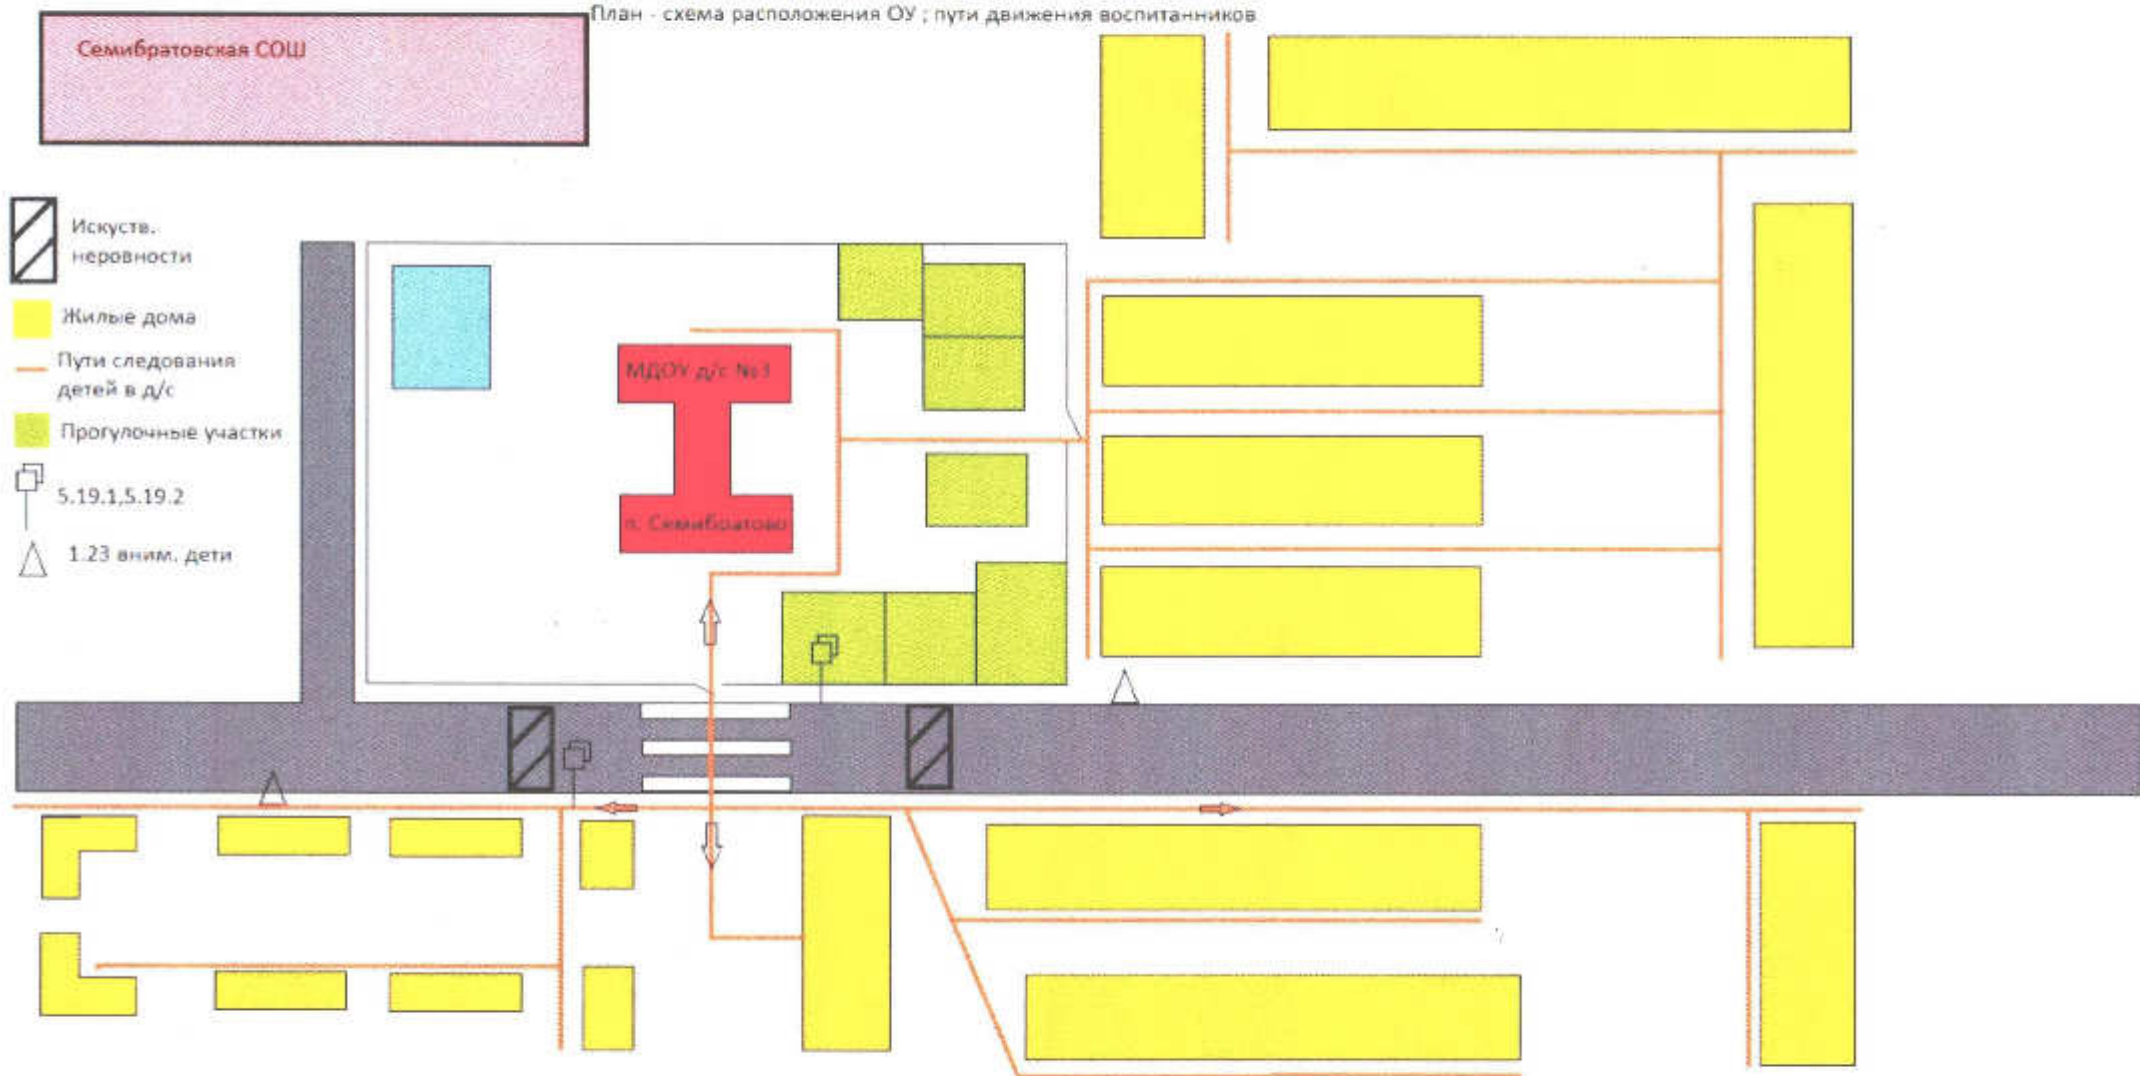 План - схема расположения ОУ ; пути движения воспитанников
Семибратовская СОШ
Искуств.
неровности
Жилые дома
Пути следования
детей в д/с
Прогулочные участки
5.19.1,5.19.2
1.23 вним. дети
МДОУ д/с №3
п. Семибратово